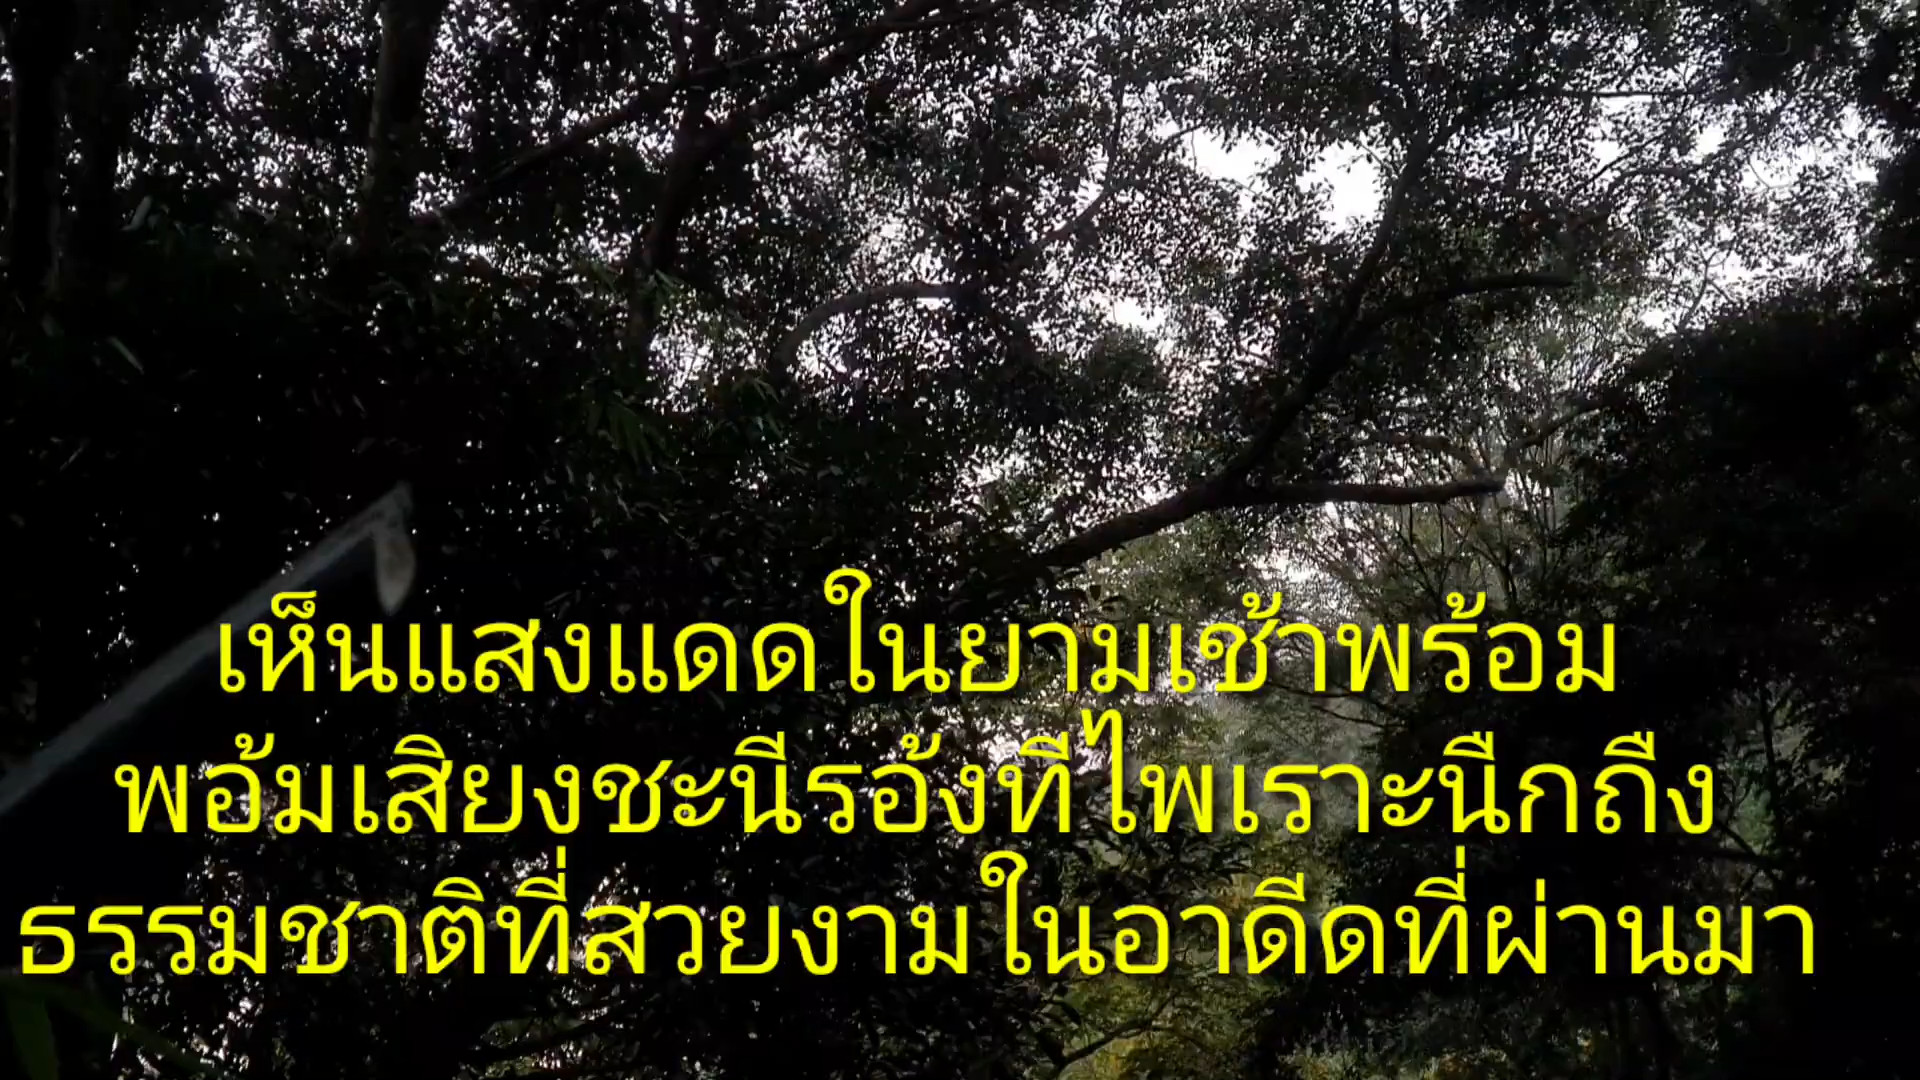 เห็นแสงแดดในยามเช้าพร้อม
พอ้มเสิยงชะนีรอ้งทีไพเราะนืกถืง
ธรรมชาติที่สวยงามในอาดีดที่ผ่านมา